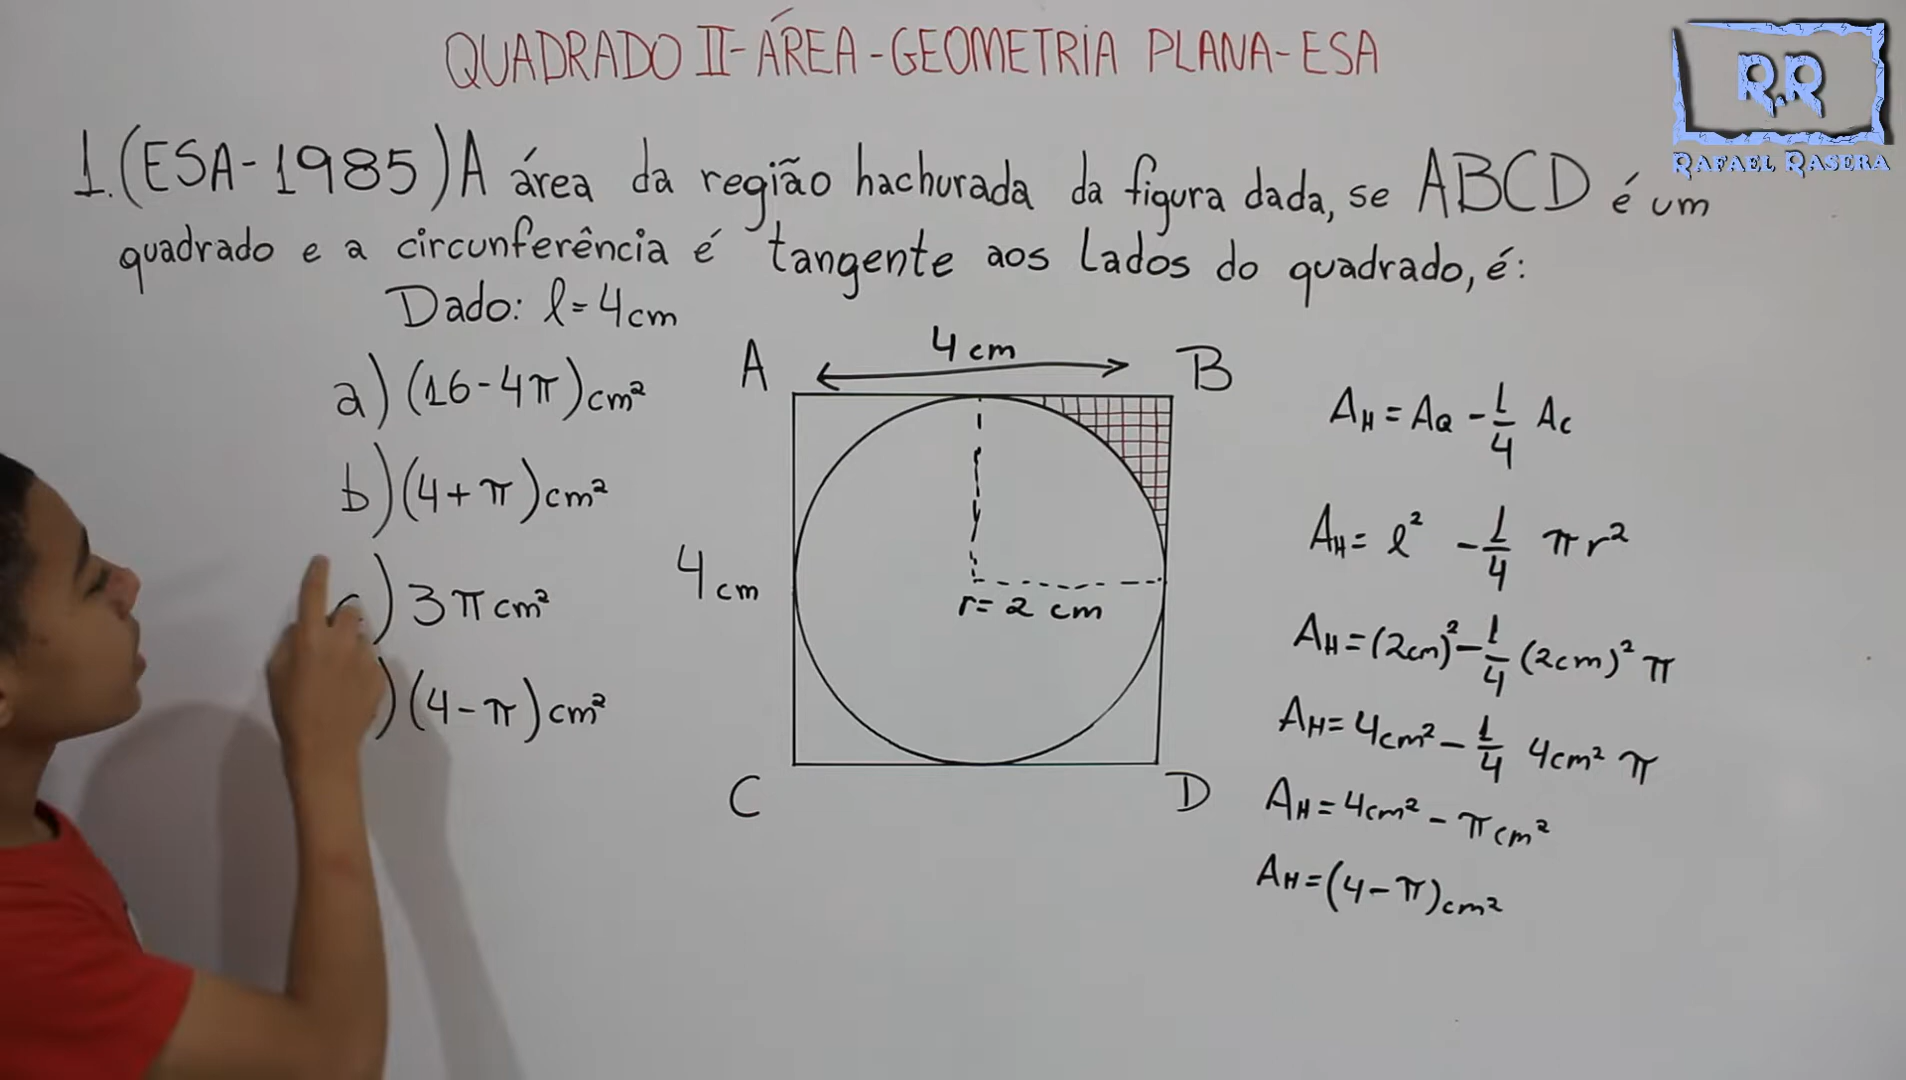 QUADRADO II-ÁREA-GEOMETRIA PLANA-ESA
R.R
RAFAEL RASERA
1.(ESA-1985) A área da região hachurada da figura dada, se ABCD é um
quadrado e a circunferência é tangente aos lados do quadrado, é:
Dado: l=4cm
a) (16-4π)cm²
b) (4+π)cm²
c) 3πcm²
) (4-π)cm²
A
4 cm
B
4 cm
r= 2 cm
C
D
AH = AQ - 1/4 AC
AH = l² - 1/4 πr²
AH = (2cm)² - 1/4 (2cm)² π
AH = 4cm² - 1/4 4cm² π
AH = 4cm² - πcm²
AH = (4-π)cm²